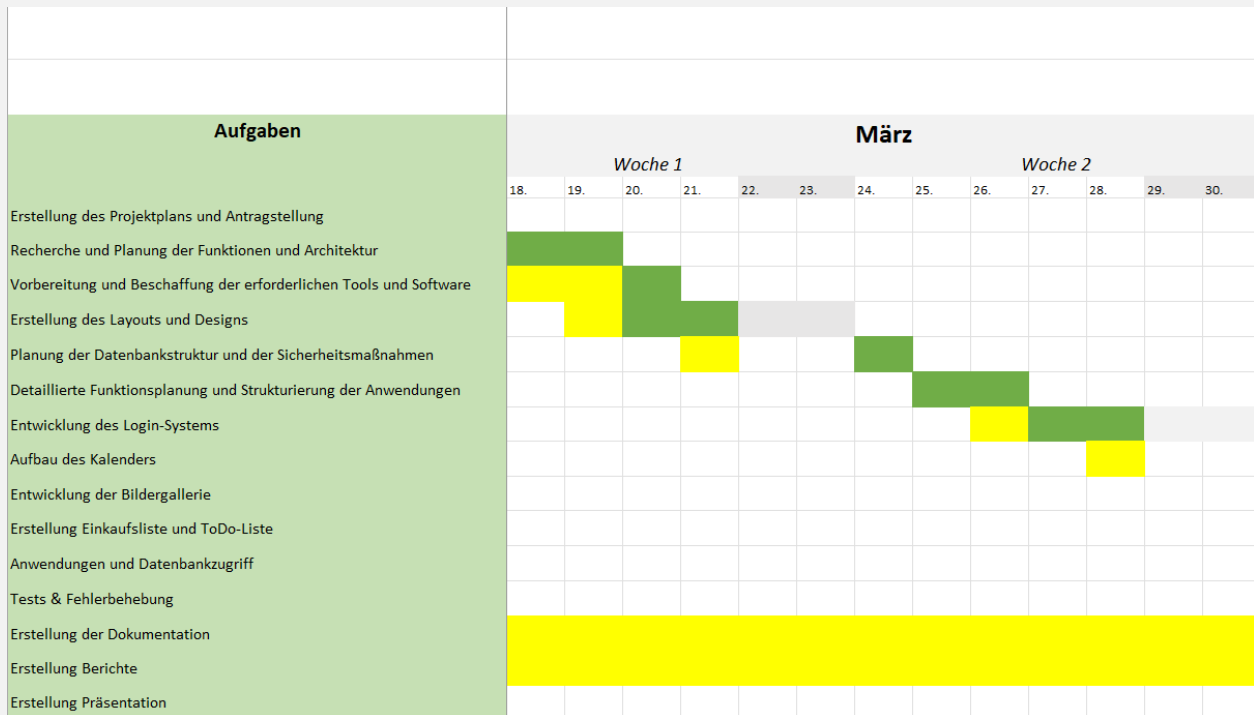 Aufgaben
März
Woche 1 Woche 2
18. 19. 20. 21. 22. 23. 24. 25. 26. 27. 28. 29. 30.
Erstellung des Projektplans und Antragstellung
Recherche und Planung der Funktionen und Architektur
Vorbereitung und Beschaffung der erforderlichen Tools und Software
Erstellung des Layouts und Designs
Planung der Datenbankstruktur und der Sicherheitsmaßnahmen
Detaillierte Funktionsplanung und Strukturierung der Anwendungen
Entwicklung des Login-Systems
Aufbau des Kalenders
Entwicklung der Bildergallerie
Erstellung Einkaufsliste und ToDo-Liste
Anwendungen und Datenbankzugriff
Tests & Fehlerbehebung
Erstellung der Dokumentation
Erstellung Berichte
Erstellung Präsentation